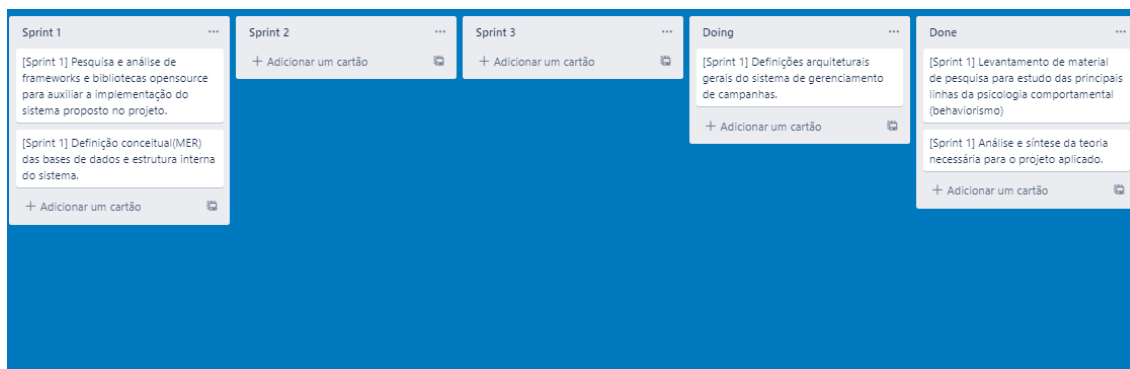 Sprint 1
[Sprint 1] Pesquisa e análise de
frameworks e bibliotecas opensource
para auxiliar a implementação do
sistema proposto no projeto.
[Sprint 1] Definição conceitual(MER)
das bases de dados e estrutura interna
do sistema.
+ Adicionar um cartão
Sprint 2
+ Adicionar um cartão
Sprint 3
+ Adicionar um cartão
Doing
[Sprint 1] Definições arquiteturais
gerais do sistema de gerenciamento
de campanhas.
+ Adicionar um cartão
Done
[Sprint 1] Levantamento de material
de pesquisa para estudo das principais
linhas da psicologia comportamental
(behaviorismo)
[Sprint 1] Análise e síntese da teoria
necessária para o projeto aplicado.
+ Adicionar um cartão